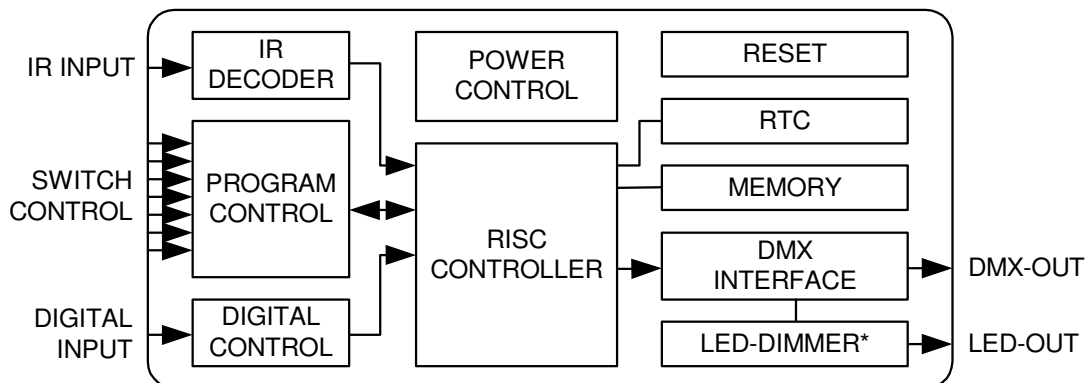 IR INPUT
IR
DECODER
POWER
CONTROL
RESET
RTC
SWITCH
CONTROL
PROGRAM
CONTROL
MEMORY
RISC
CONTROLLER
DMX
INTERFACE
DMX-OUT
DIGITAL
INPUT
DIGITAL
CONTROL
LED-DIMMER*
LED-OUT